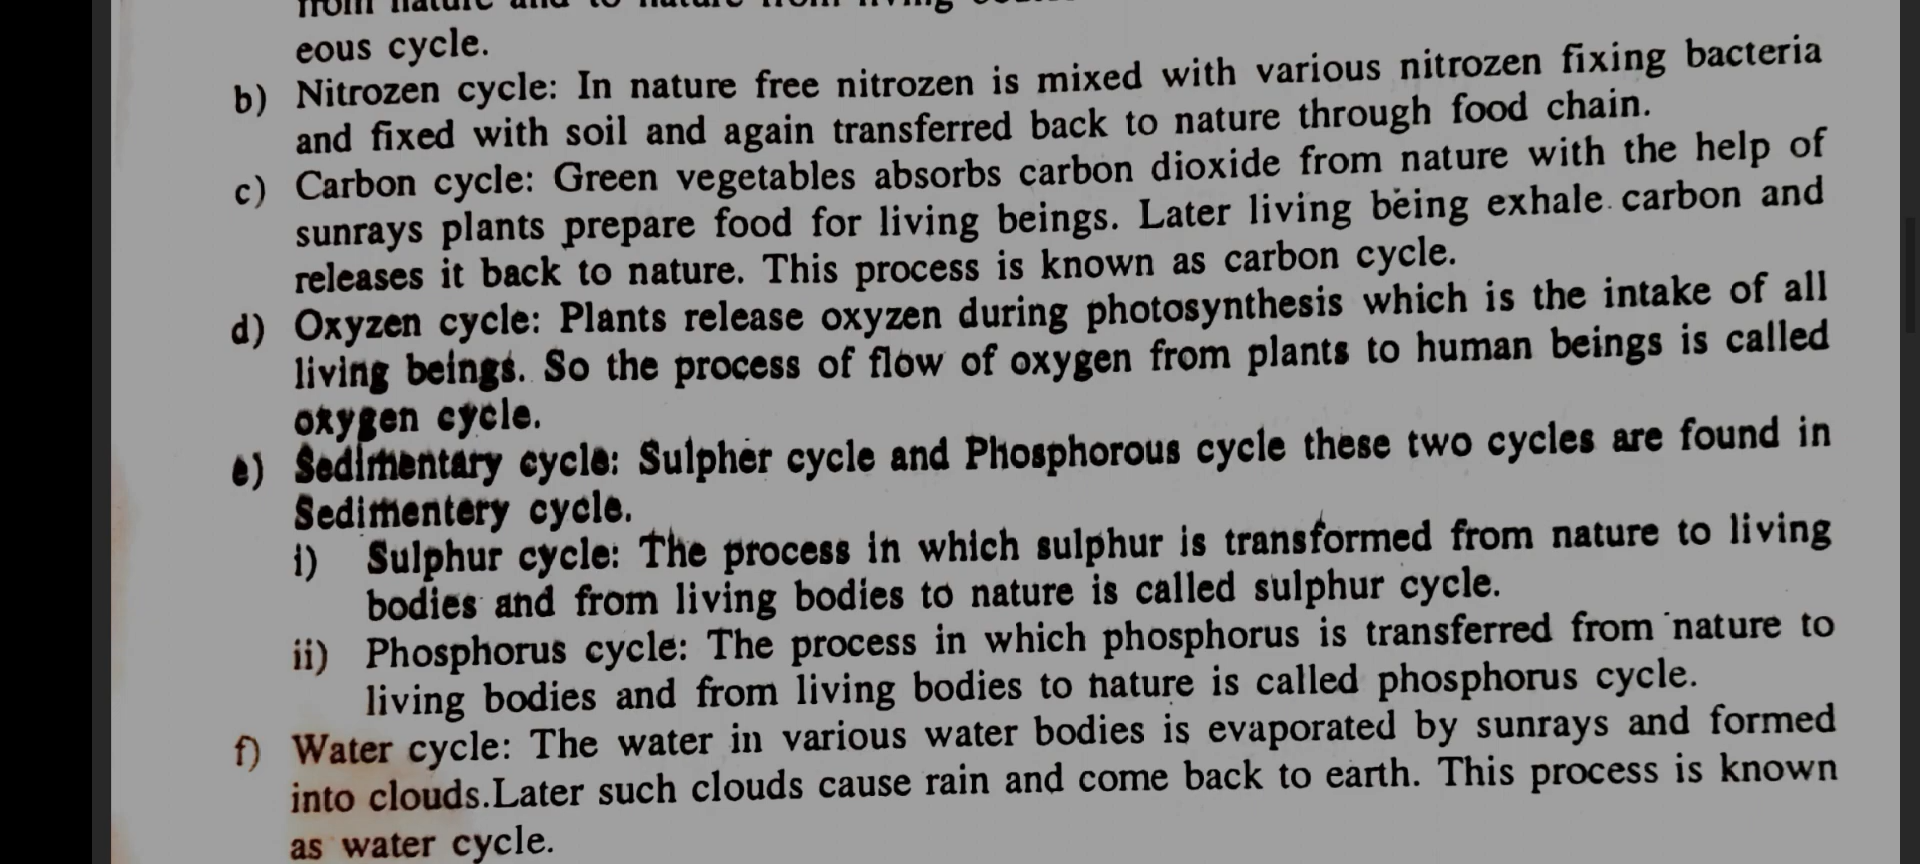 from nature and to nature from living
eous cycle.
b) Nitrozen cycle: In nature free nitrozen is mixed with various nitrozen fixing bacteria
and fixed with soil and again transferred back to nature through food chain.
c) Carbon cycle: Green vegetables absorbs carbon dioxide from nature with the help of
sunrays plants prepare food for living beings. Later living being exhale carbon and
releases it back to nature. This process is known as carbon cycle.
d) Oxyzen cycle: Plants release oxyzen during photosynthesis which is the intake of all
living beings. So the process of flow of oxygen from plants to human beings is called
oxygen cycle.
e) Sedimentary cycle: Sulpher cycle and Phosphorous cycle these two cycles are found in
Sedimentery cycle.
i) Sulphur cycle: The process in which sulphur is transformed from nature to living
bodies and from living bodies to nature is called sulphur cycle.
ii) Phosphorus cycle: The process in which phosphorus is transferred from nature to
living bodies and from living bodies to nature is called phosphorus cycle.
f) Water cycle: The water in various water bodies is evaporated by sunrays and formed
into clouds.Later such clouds cause rain and come back to earth. This process is known
as water cycle.